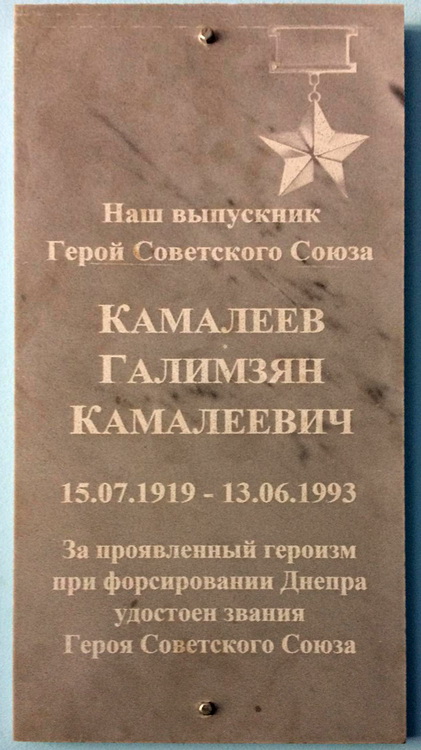 Наш выпускник
Герой Советского Союза
КАМАЛЕЕВ
ГАЛИМЗЯН
КАМАЛЕЕВИЧ
15.07.1919 - 13.06.1993
За проявленный героизм
при форсировании Днепра
удостоен звания
Героя Советского Союза